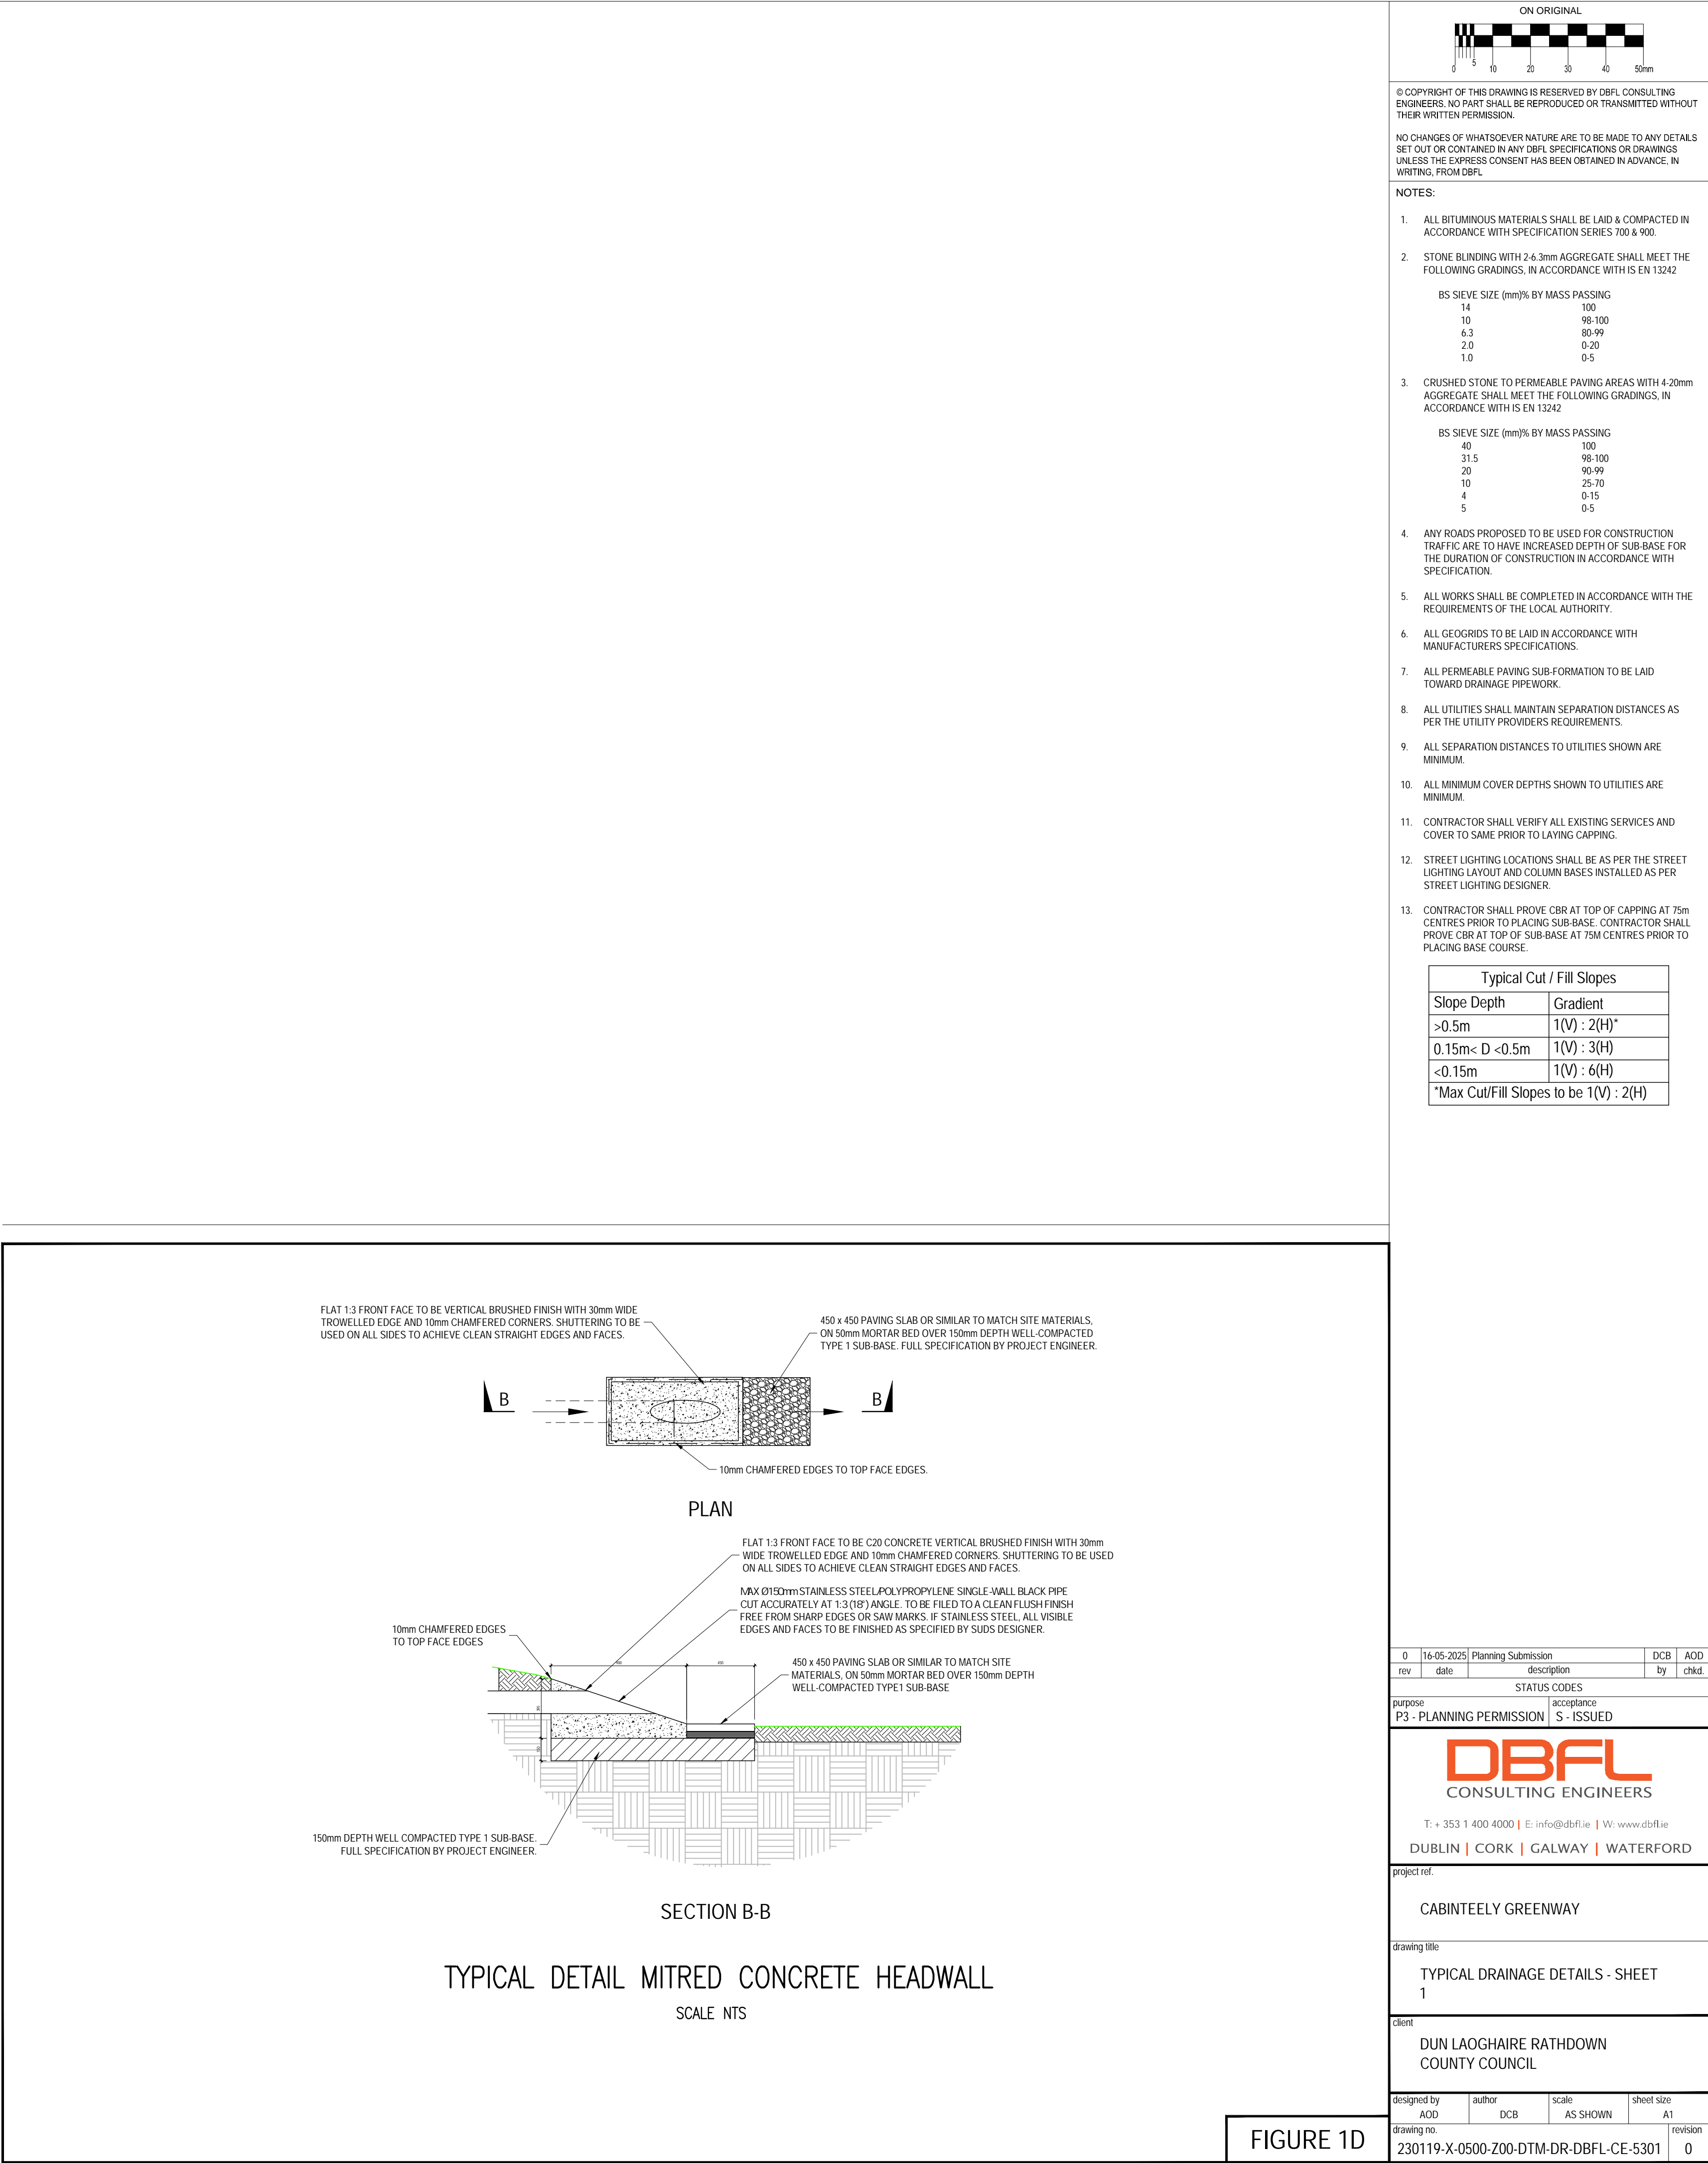 ON ORIGINAL
0 5 10 20 30 40 50mm
© COPYRIGHT OF THIS DRAWING IS RESERVED BY DBFL CONSULTING
ENGINEERS. NO PART SHALL BE REPRODUCED OR TRANSMITTED WITHOUT
THEIR WRITTEN PERMISSION.
NO CHANGES OF WHATSOEVER NATURE ARE TO BE MADE TO ANY DETAILS
SET OUT OR CONTAINED IN ANY DBFL SPECIFICATIONS OR DRAWINGS
UNLESS THE EXPRESS CONSENT HAS BEEN OBTAINED IN ADVANCE, IN
WRITING, FROM DBFL
NOTES:
1. ALL BITUMINOUS MATERIALS SHALL BE LAID & COMPACTED IN
ACCORDANCE WITH SPECIFICATION SERIES 700 & 900.
2. STONE BLINDING WITH 2-6.3mm AGGREGATE SHALL MEET THE
FOLLOWING GRADINGS, IN ACCORDANCE WITH IS EN 13242
BS SIEVE SIZE (mm)% BY MASS PASSING
14 100
10 98-100
6.3 80-99
2.0 0-20
1.0 0-5
3. CRUSHED STONE TO PERMEABLE PAVING AREAS WITH 4-20mm
AGGREGATE SHALL MEET THE FOLLOWING GRADINGS, IN
ACCORDANCE WITH IS EN 13242
BS SIEVE SIZE (mm)% BY MASS PASSING
40 100
31.5 98-100
20 90-99
10 25-70
4 0-15
5 0-5
4. ANY ROADS PROPOSED TO BE USED FOR CONSTRUCTION
TRAFFIC ARE TO HAVE INCREASED DEPTH OF SUB-BASE FOR
THE DURATION OF CONSTRUCTION IN ACCORDANCE WITH
SPECIFICATION.
5. ALL WORKS SHALL BE COMPLETED IN ACCORDANCE WITH THE
REQUIREMENTS OF THE LOCAL AUTHORITY.
6. ALL GEOGRIDS TO BE LAID IN ACCORDANCE WITH
MANUFACTURERS SPECIFICATIONS.
7. ALL PERMEABLE PAVING SUB-FORMATION TO BE LAID
TOWARD DRAINAGE PIPEWORK.
8. ALL UTILITIES SHALL MAINTAIN SEPARATION DISTANCES AS
PER THE UTILITY PROVIDERS REQUIREMENTS.
9. ALL SEPARATION DISTANCES TO UTILITIES SHOWN ARE
MINIMUM.
10. ALL MINIMUM COVER DEPTHS SHOWN TO UTILITIES ARE
MINIMUM.
11. CONTRACTOR SHALL VERIFY ALL EXISTING SERVICES AND
COVER TO SAME PRIOR TO LAYING CAPPING.
12. STREET LIGHTING LOCATIONS SHALL BE AS PER THE STREET
LIGHTING LAYOUT AND COLUMN BASES INSTALLED AS PER
STREET LIGHTING DESIGNER.
13. CONTRACTOR SHALL PROVE CBR AT TOP OF CAPPING AT 75m
CENTRES PRIOR TO PLACING SUB-BASE. CONTRACTOR SHALL
PROVE CBR AT TOP OF SUB-BASE AT 75M CENTRES PRIOR TO
PLACING BASE COURSE.
Typical Cut / Fill Slopes
Slope Depth Gradient
>0.5m 1(V) : 2(H)*
0.15m< D <0.5m 1(V) : 3(H)
<0.15m 1(V) : 6(H)
*Max Cut/Fill Slopes to be 1(V) : 2(H)
FLAT 1:3 FRONT FACE TO BE VERTICAL BRUSHED FINISH WITH 30mm WIDE
TROWELLED EDGE AND 10mm CHAMFERED CORNERS. SHUTTERING TO BE
USED ON ALL SIDES TO ACHIEVE CLEAN STRAIGHT EDGES AND FACES.
450 x 450 PAVING SLAB OR SIMILAR TO MATCH SITE MATERIALS,
ON 50mm MORTAR BED OVER 150mm DEPTH WELL-COMPACTED
TYPE 1 SUB-BASE. FULL SPECIFICATION BY PROJECT ENGINEER.
B B
10mm CHAMFERED EDGES TO TOP FACE EDGES.
PLAN
FLAT 1:3 FRONT FACE TO BE C20 CONCRETE VERTICAL BRUSHED FINISH WITH 30mm
WIDE TROWELLED EDGE AND 10mm CHAMFERED CORNERS. SHUTTERING TO BE USED
ON ALL SIDES TO ACHIEVE CLEAN STRAIGHT EDGES AND FACES.
MAX Ø150mm STAINLESS STEEL/POLYPROPYLENE SINGLE-WALL BLACK PIPE
CUT ACCURATELY AT 1:3 (18°) ANGLE. TO BE FILED TO A CLEAN FLUSH FINISH
FREE FROM SHARP EDGES OR SAW MARKS. IF STAINLESS STEEL, ALL VISIBLE
EDGES AND FACES TO BE FINISHED AS SPECIFIED BY SUDS DESIGNER.
10mm CHAMFERED EDGES
TO TOP FACE EDGES
450 x 450 PAVING SLAB OR SIMILAR TO MATCH SITE
MATERIALS, ON 50mm MORTAR BED OVER 150mm DEPTH
WELL-COMPACTED TYPE1 SUB-BASE
150mm DEPTH WELL COMPACTED TYPE 1 SUB-BASE.
FULL SPECIFICATION BY PROJECT ENGINEER.
SECTION B-B
TYPICAL DETAIL MITRED CONCRETE HEADWALL
SCALE NTS
FIGURE 1D
0 16-05-2025 Planning Submission DCB AOD
rev date description by chkd.
STATUS CODES
purpose acceptance
P3 - PLANNING PERMISSION S - ISSUED
DBFL
CONSULTING ENGINEERS
T: + 353 1 400 4000 | E: info@dbfl.ie | W: www.dbfl.ie
DUBLIN | CORK | GALWAY | WATERFORD
project ref.
CABINTEELY GREENWAY
drawing title
TYPICAL DRAINAGE DETAILS - SHEET
1
client
DUN LAOGHAIRE RATHDOWN
COUNTY COUNCIL
designed by author scale sheet size
AOD DCB AS SHOWN A1
drawing no. revision
230119-X-0500-Z00-DTM-DR-DBFL-CE-5301 0